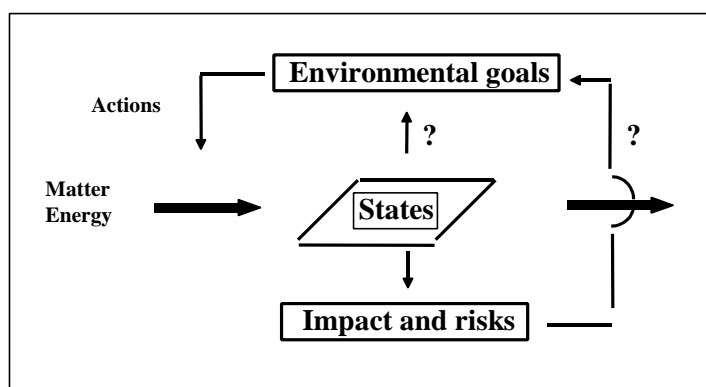 Environmental goals
Actions
?
?
Matter
Energy
States
Impact and risks